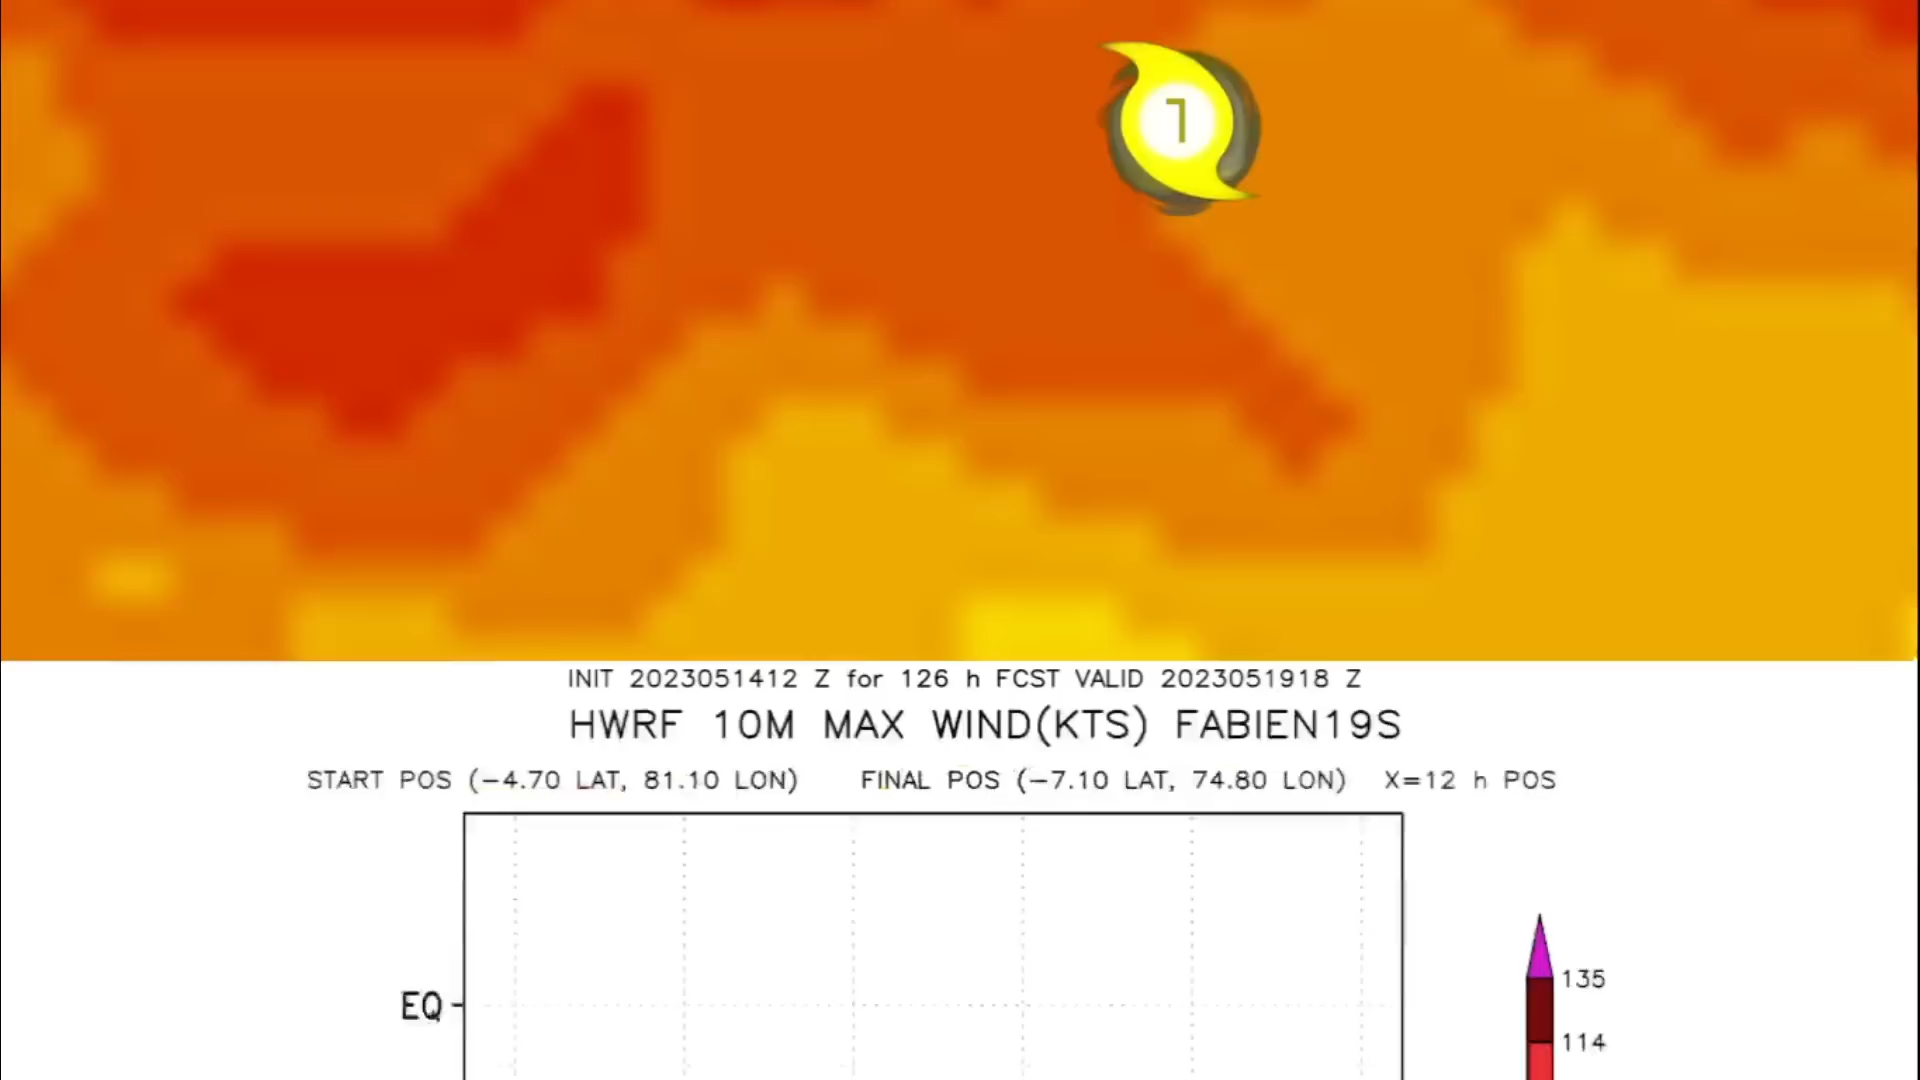 1
INIT 2023051412 Z for 126 h FCST VALID 2023051918 Z
HWRF 10M MAX WIND(KTS) FABIEN19S
START POS (−4.70 LAT, 81.10 LON) FINAL POS (−7.10 LAT, 74.80 LON) X=12 h POS
135
EQ
114